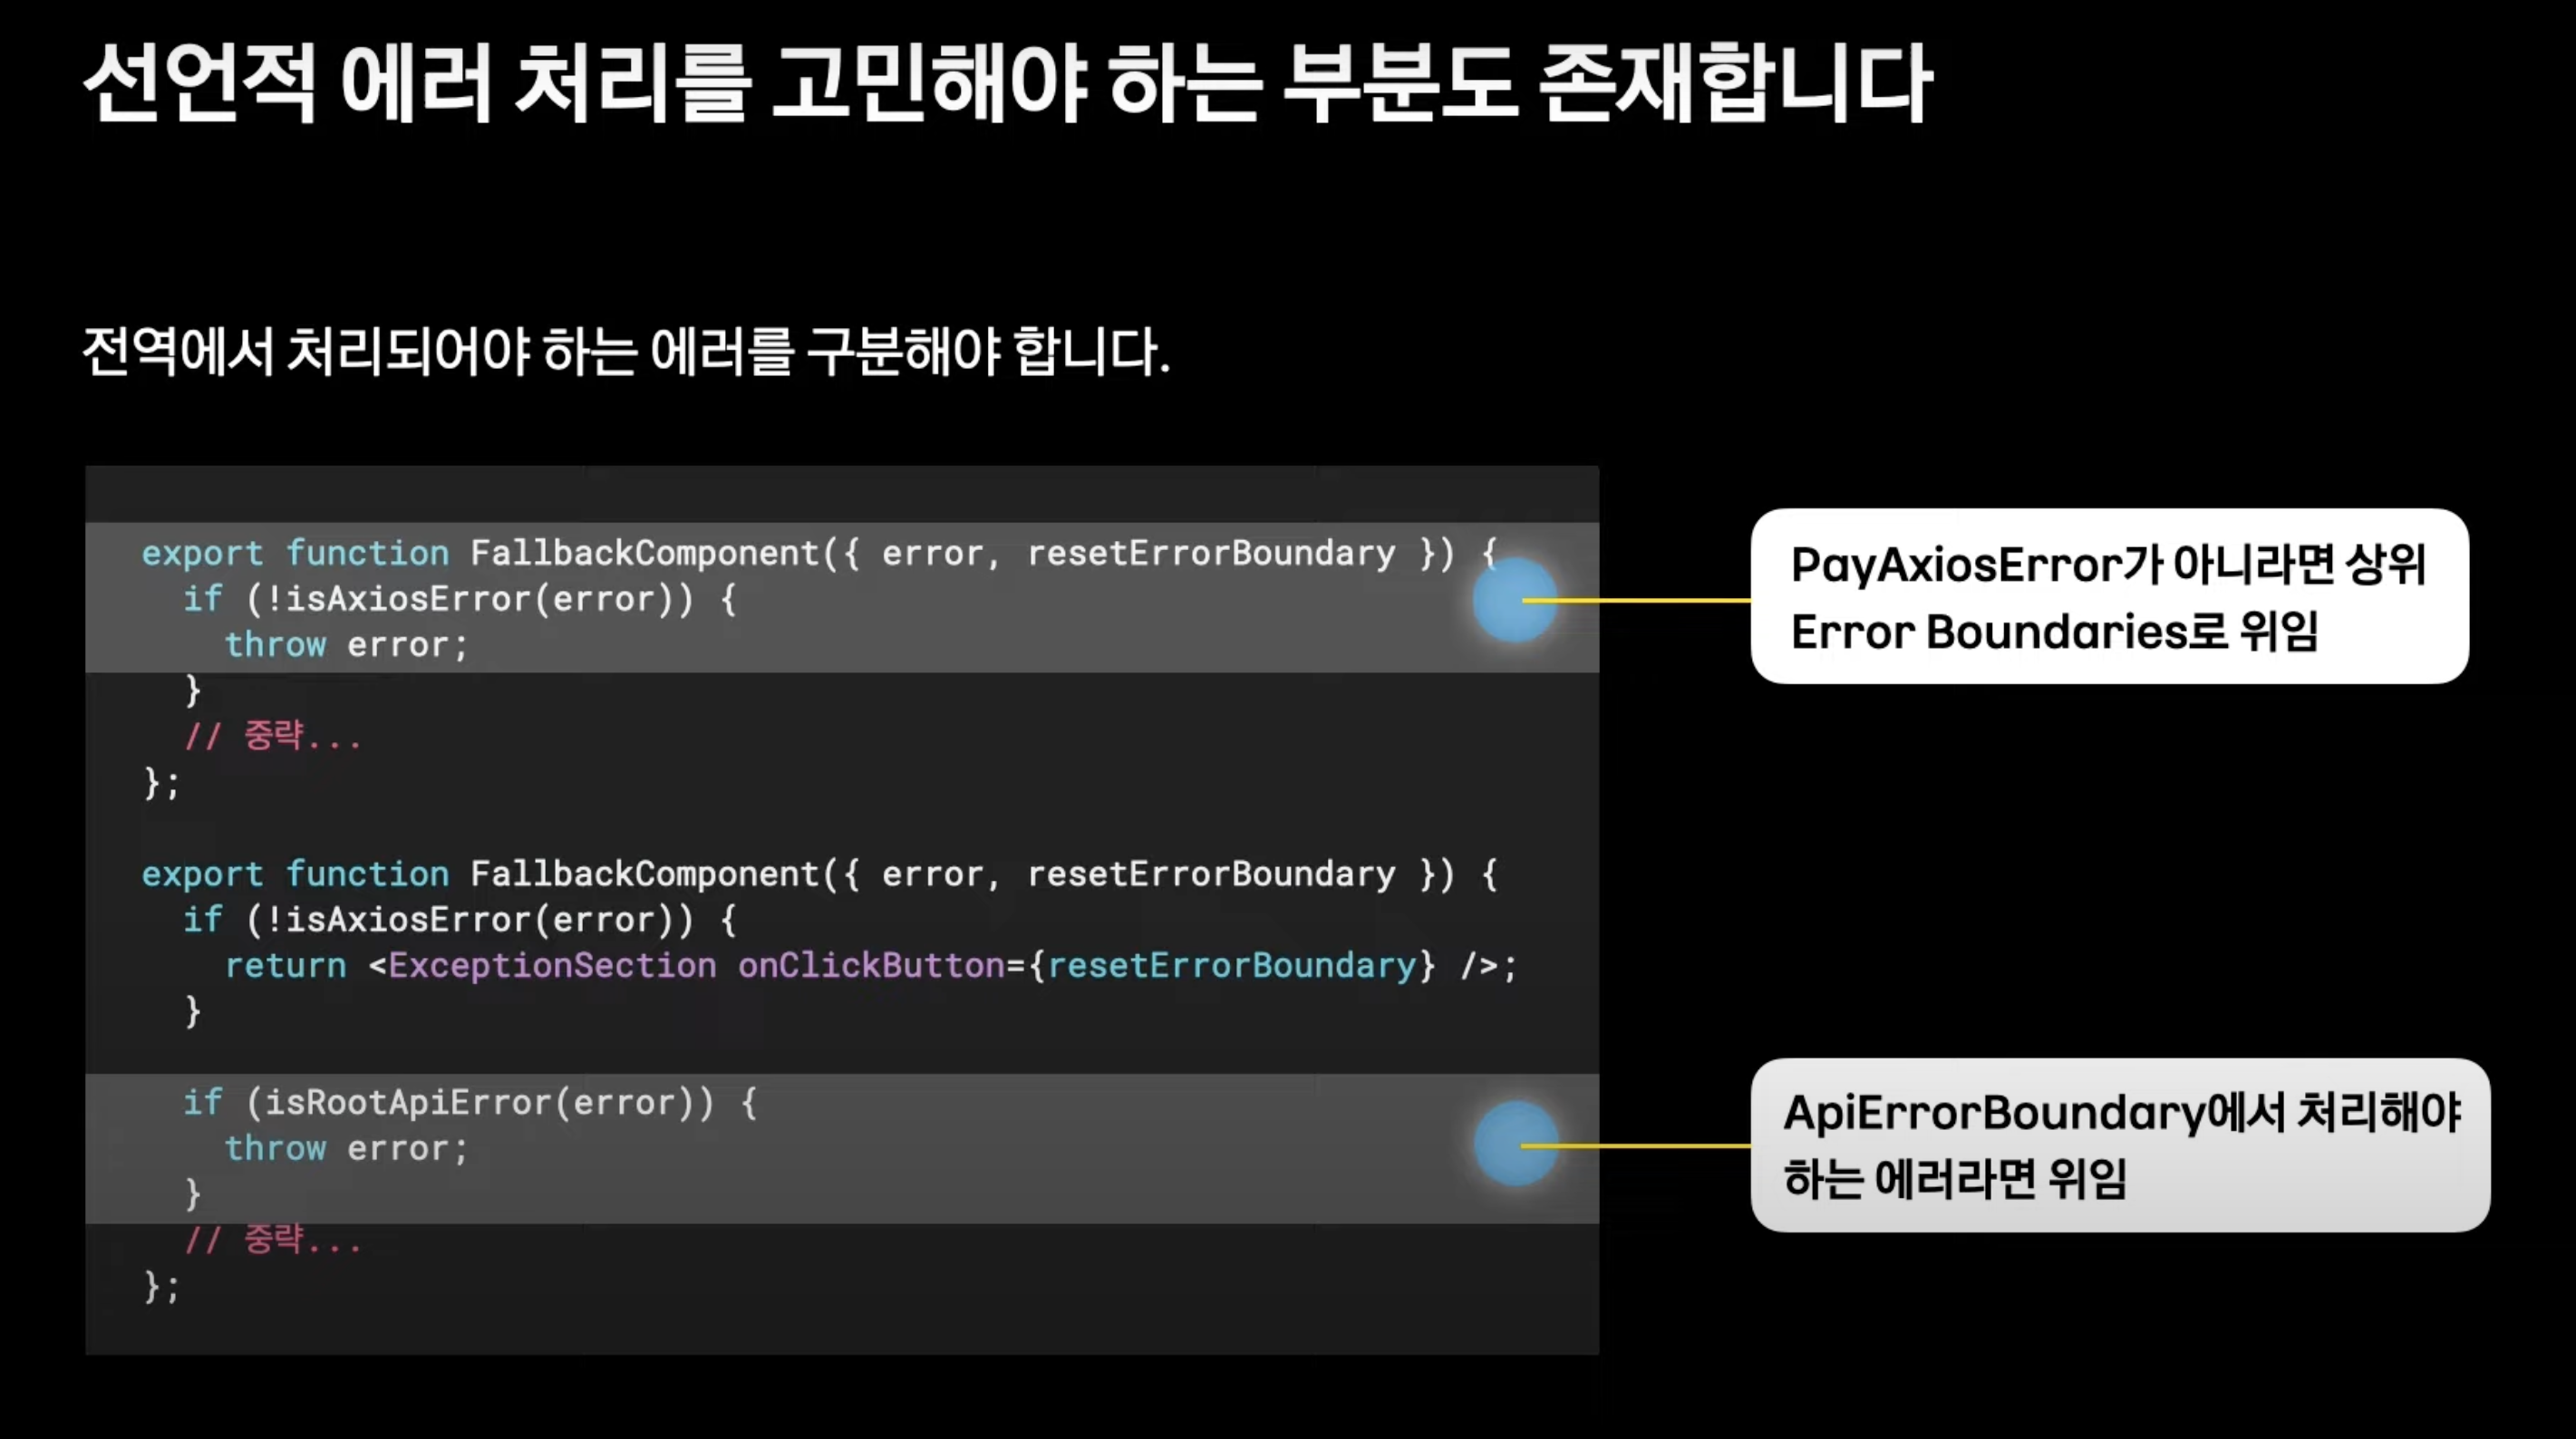 선언적 에러 처리를 고민해야 하는 부분도 존재합니다
전역에서 처리되어야 하는 에러를 구분해야 합니다.
export function FallbackComponent({ error, resetErrorBoundary }) {
  if (!isAxiosError(error)) {
    throw error;
  }
  // 중략...
};
export function FallbackComponent({ error, resetErrorBoundary }) {
  if (!isAxiosError(error)) {
    return <ExceptionSection onClickButton={resetErrorBoundary} />;
  }
  if (isRootApiError(error)) {
    throw error;
  }
  // 중략...
};
PayAxiosError가 아니라면 상위
Error Boundaries로 위임
ApiErrorBoundary에서 처리해야
하는 에러라면 위임